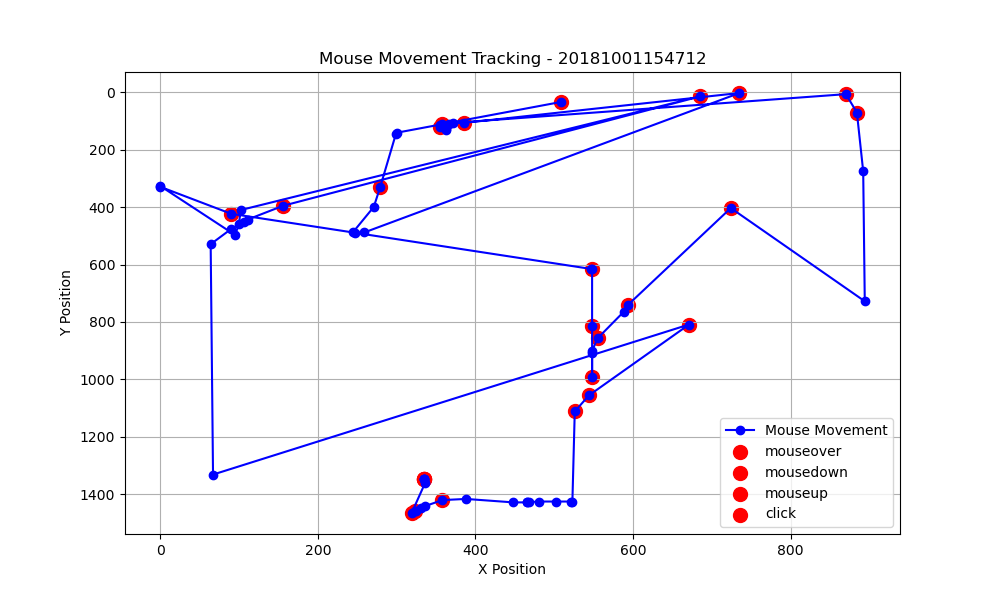 Mouse Movement Tracking - 20181001154712
0
200
400
600
800
1000
1200
1400
Y Position
0
200
400
600
800
X Position
Mouse Movement
mouseover
mousedown
mouseup
click